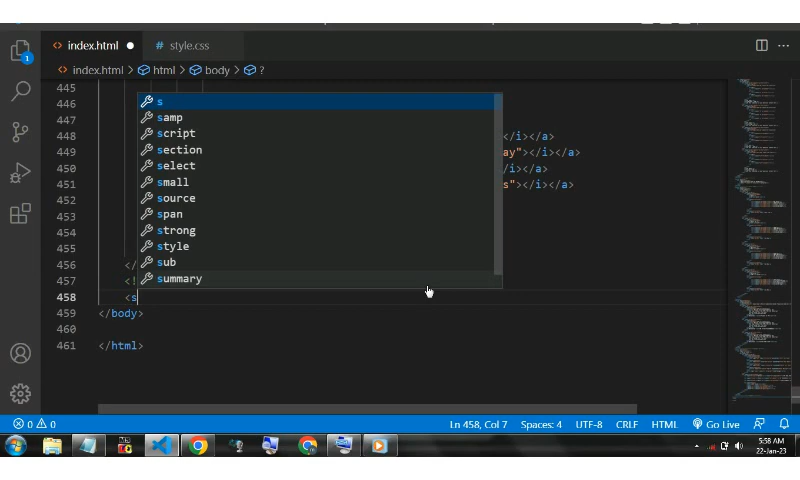 index.html
style.css
index.html > html > body > ?
1
445
446
s
447
samp
448
</i></a>
script
449
ay"></i></a>
section
450
/i></a>
select
451
s"></i></a>
small
452
source
453
span
454
strong
455
style
456
</
sub
457
<!
summary
458
<s
459
</body>
460
461
</html>
0 0
Ln 458, Col 7
Spaces: 4
UTF-8
CRLF
HTML
Go Live
5:58 AM
22-Jan-23